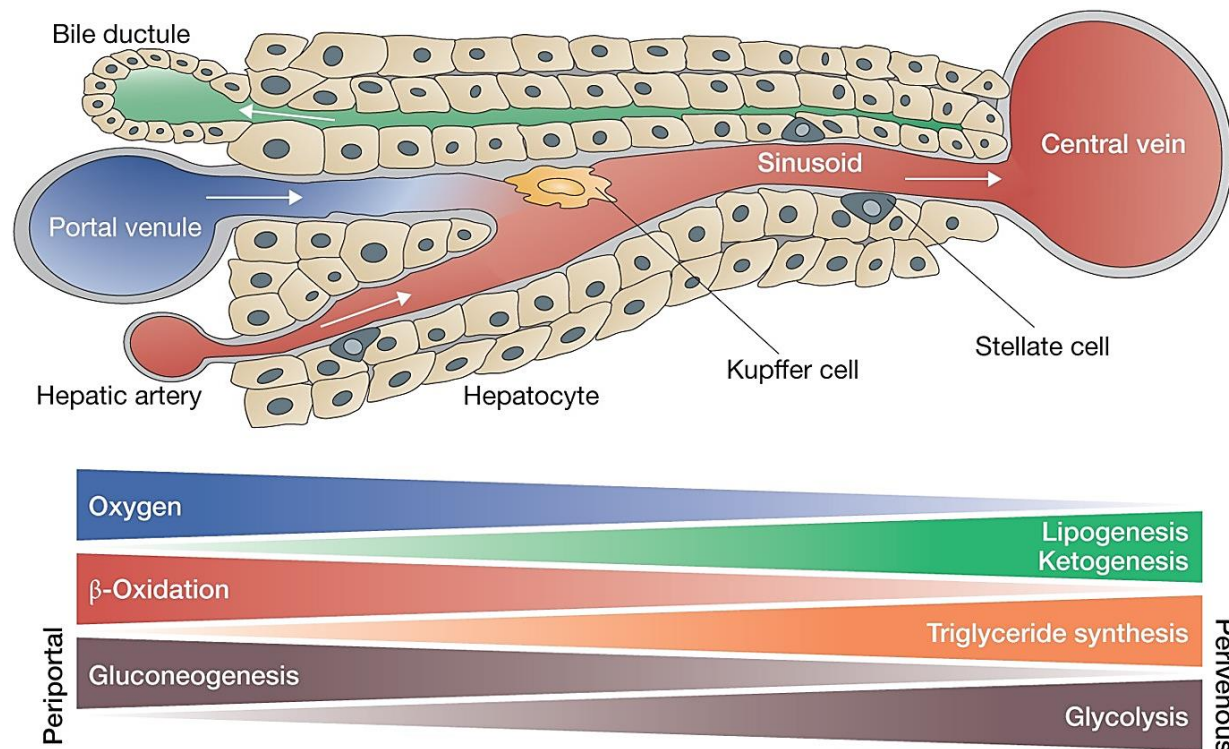 Bile ductule
Portal venule
Hepatic artery
Hepatocyte
Sinusoid
Central vein
Kupffer cell
Stellate cell
Oxygen
Lipogenesis
Ketogenesis
β-Oxidation
Triglyceride synthesis
Gluconeogenesis
Glycolysis
Periportal
Perivenous